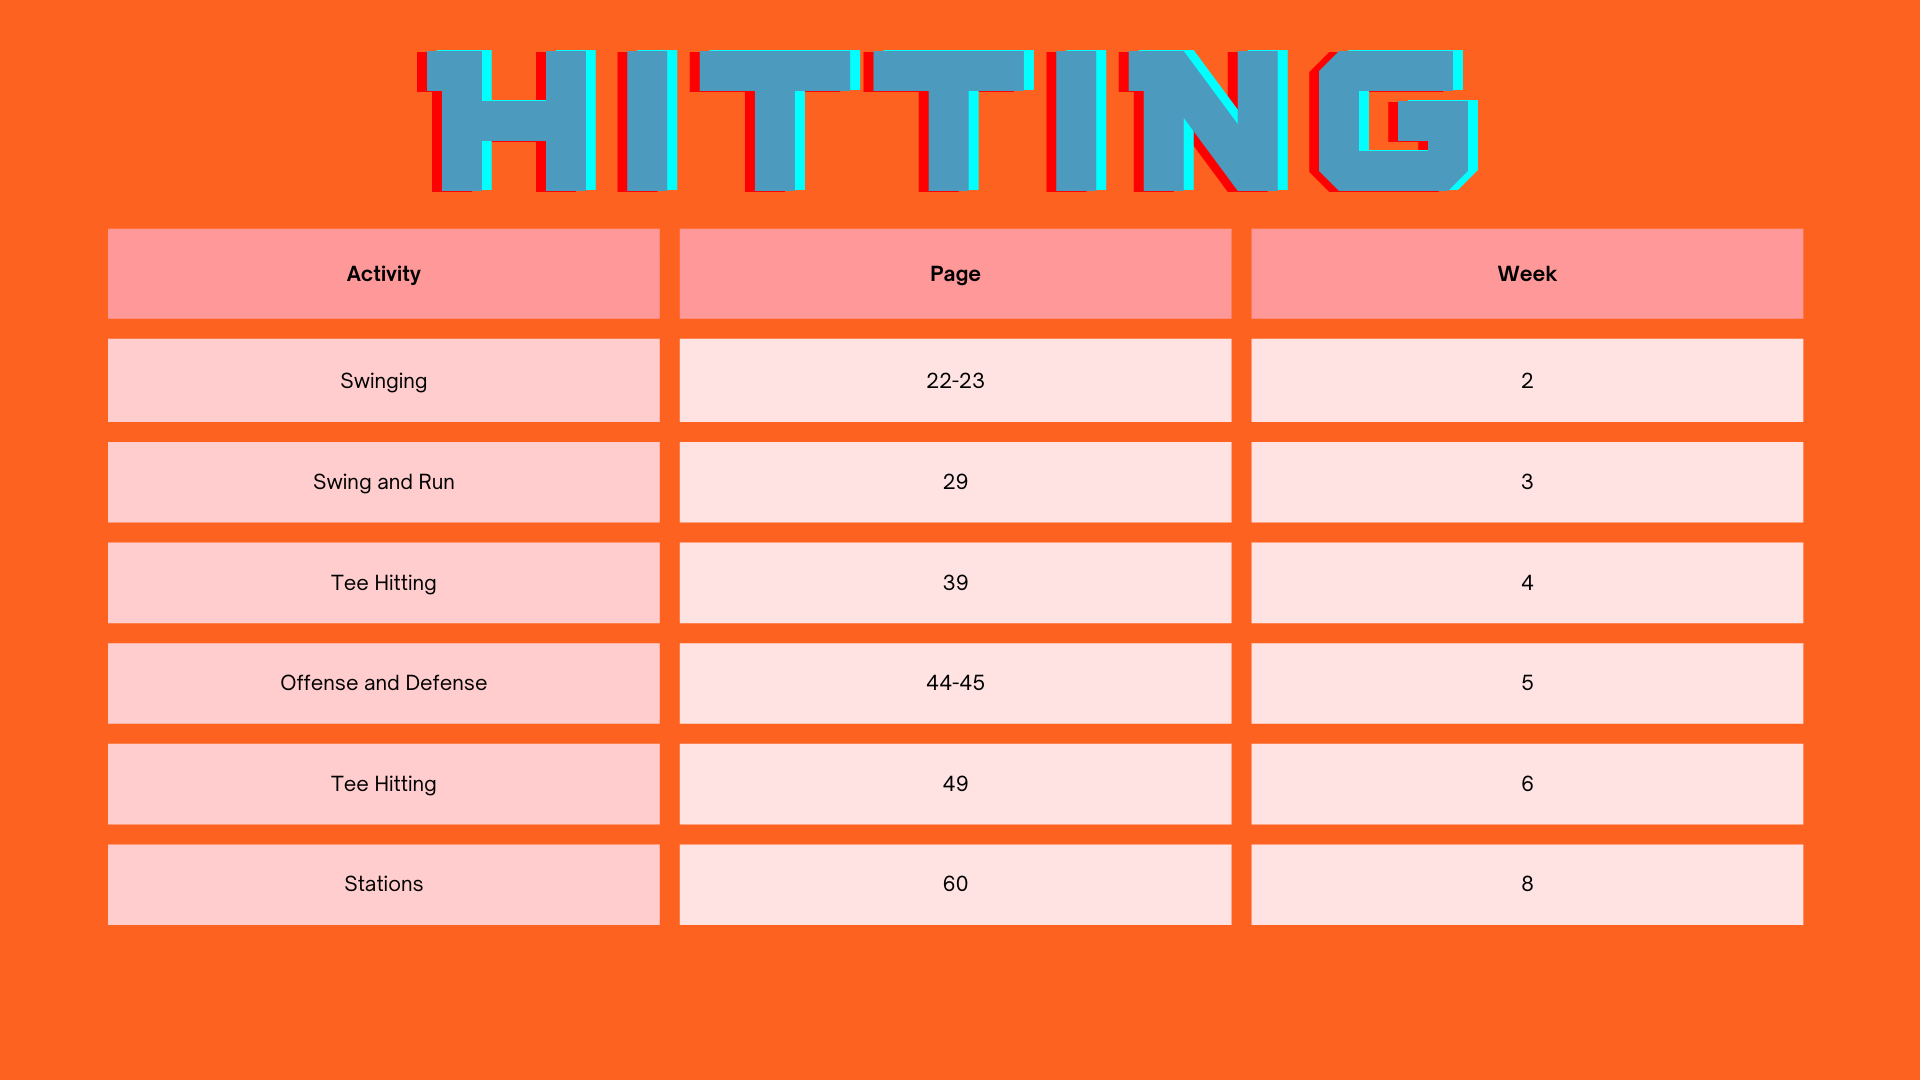 HITTING
Activity Page Week
Swinging 22-23 2
Swing and Run 29 3
Tee Hitting 39 4
Offense and Defense 44-45 5
Tee Hitting 49 6
Stations 60 8